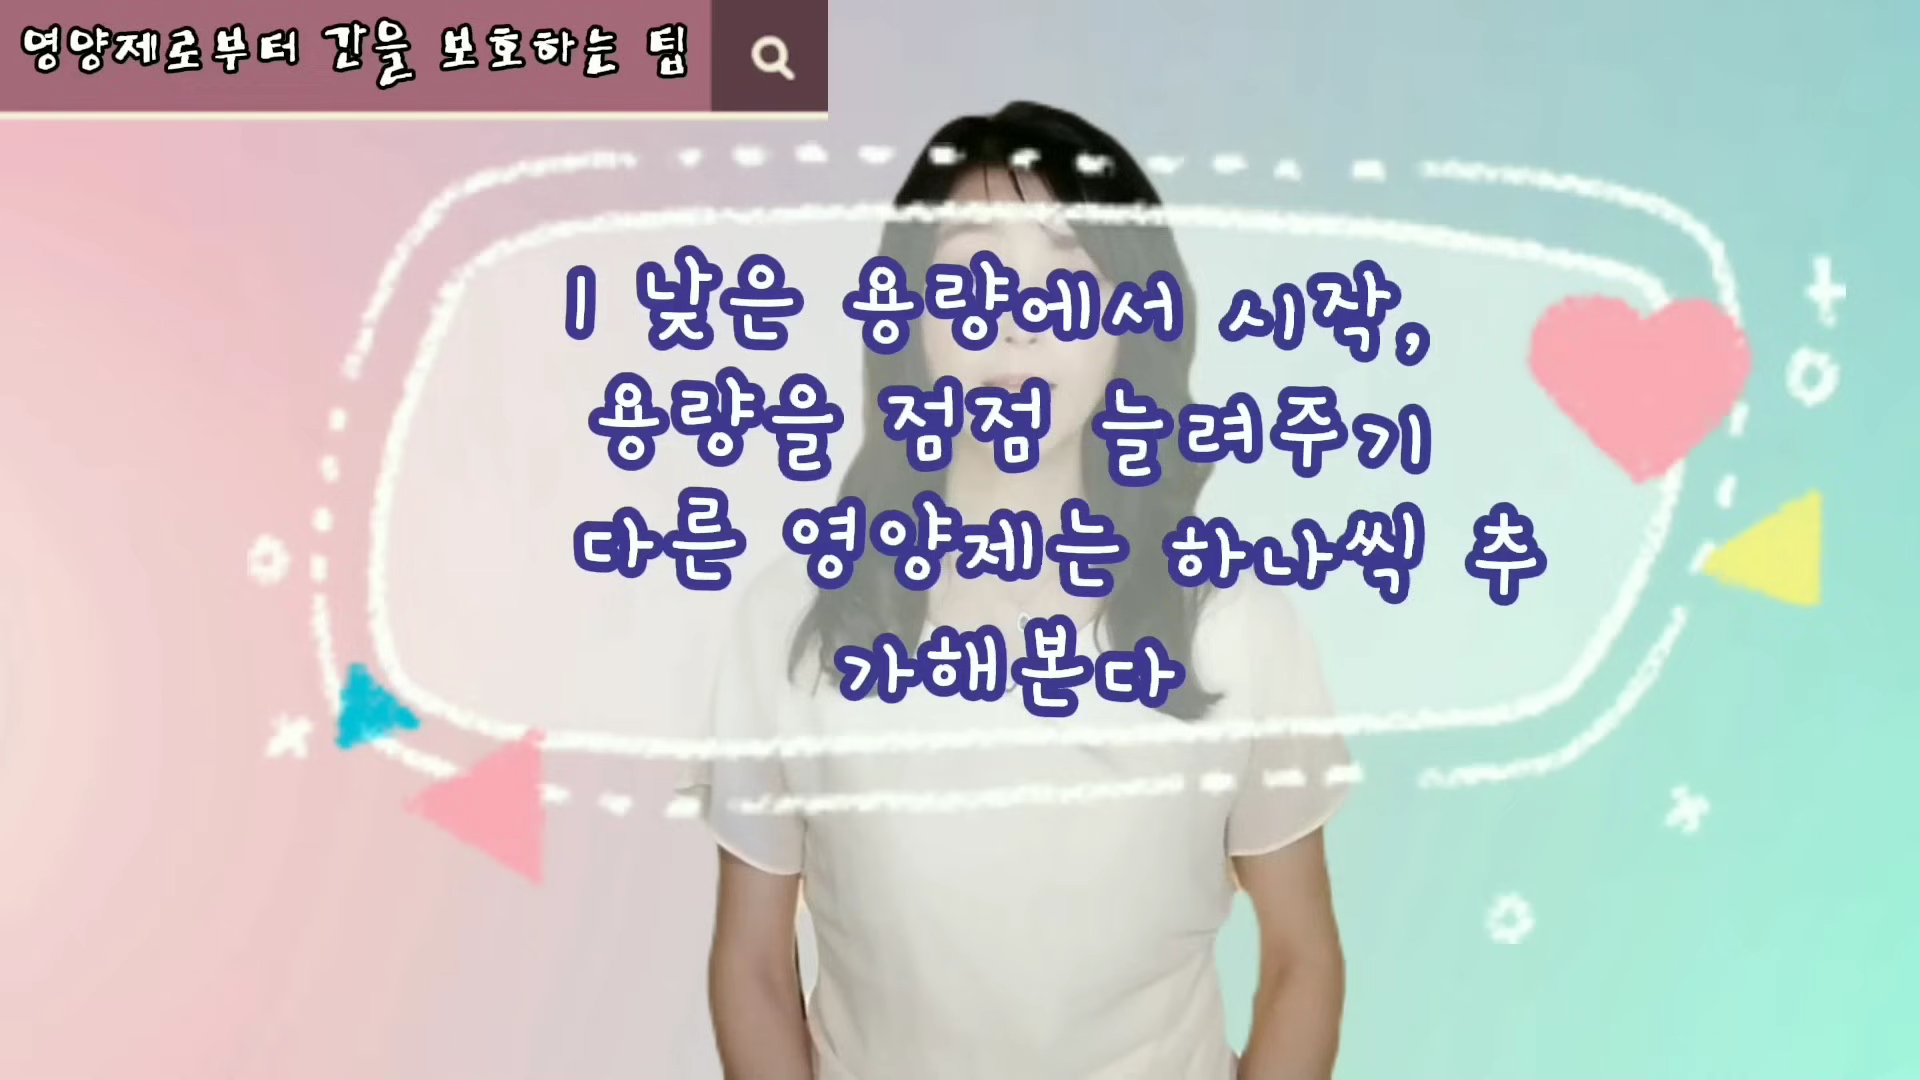 영양제로부터 간을 보호하는 팁
1 낮은 용량에서 시작,
용량을 점점 늘려주기
다른 영양제는 하나씩 추
가해본다